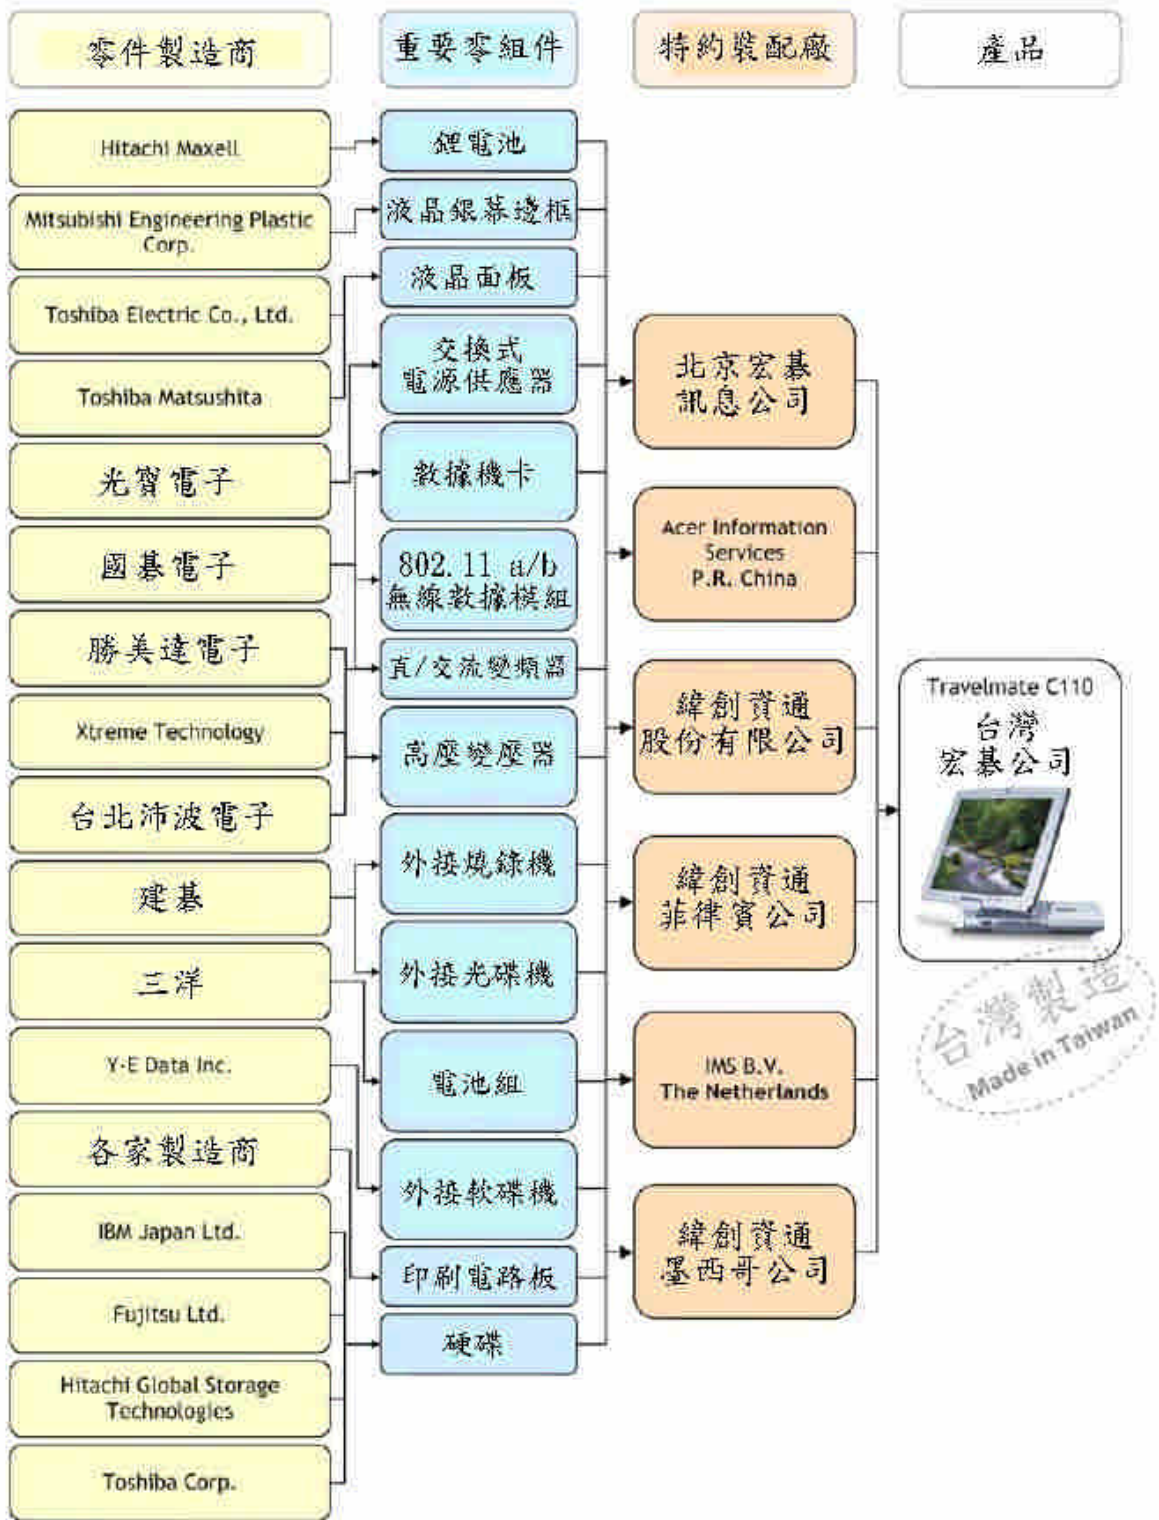 零件製造商
重要零組件
特約裝配廠
產品
Hitachi Maxell
Mitsubishi Engineering Plastic
Corp.
Toshiba Electric Co., Ltd.
Toshiba Matsushita
光寶電子
國碁電子
勝美達電子
Xtreme Technology
台北沛波電子
建碁
三洋
Y-E Data Inc.
各家製造商
IBM Japan Ltd.
Fujitsu Ltd.
Hitachi Global Storage
Technologies
Toshiba Corp.
鋰電池
液晶銀幕邊框
液晶面板
交換式
電源供應器
數據機卡
802.11 a/b
無線數據模組
直/交流變頻器
高壓變壓器
外接燒錄機
外接光碟機
電池組
外接軟碟機
印刷電路板
硬碟
北京宏碁
訊息公司
Acer Information
Services
P.R. China
緯創資通
股份有限公司
緯創資通
菲律賓公司
IMS B.V.
The Netherlands
緯創資通
墨西哥公司
Travelmate C110
台灣
宏碁公司
台灣製造
Made in Taiwan